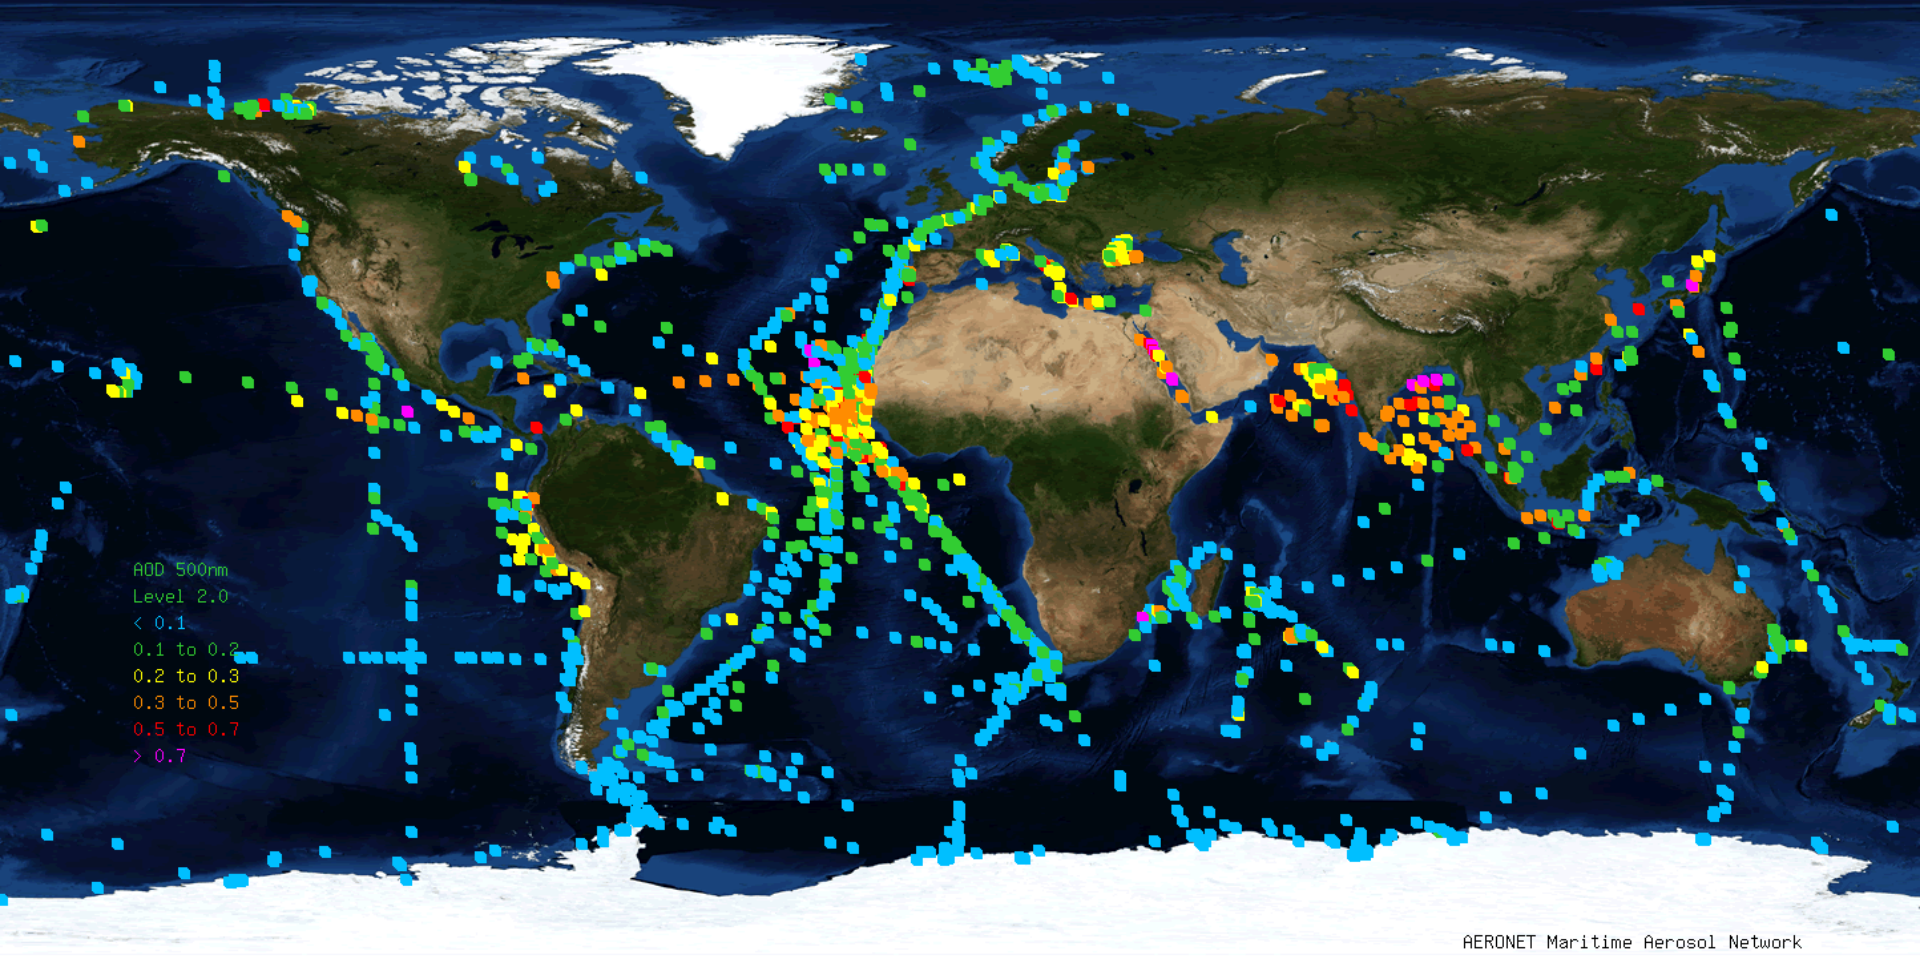 AOD 500nm
Level 2.0
< 0.1
0.1 to 0.2
0.2 to 0.3
0.3 to 0.5
0.5 to 0.7
> 0.7
AERONET Maritime Aerosol Network